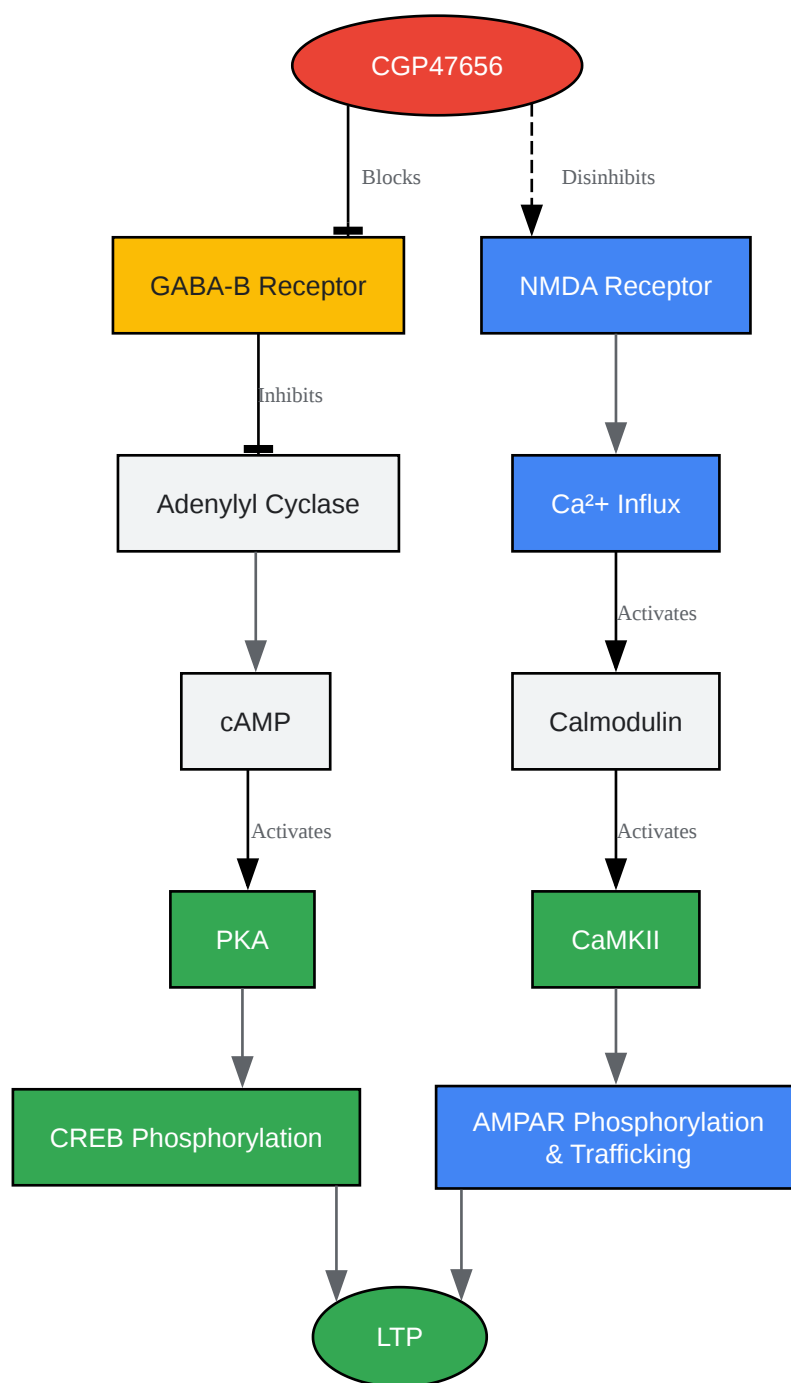 CGP47656
Blocks
Disinhibits
GABA-B Receptor
NMDA Receptor
Inhibits
Adenylyl Cyclase
Ca²+ Influx
Activates
cAMP
Calmodulin
Activates
Activates
PKA
CaMKII
CREB Phosphorylation
AMPAR Phosphorylation
& Trafficking
LTP